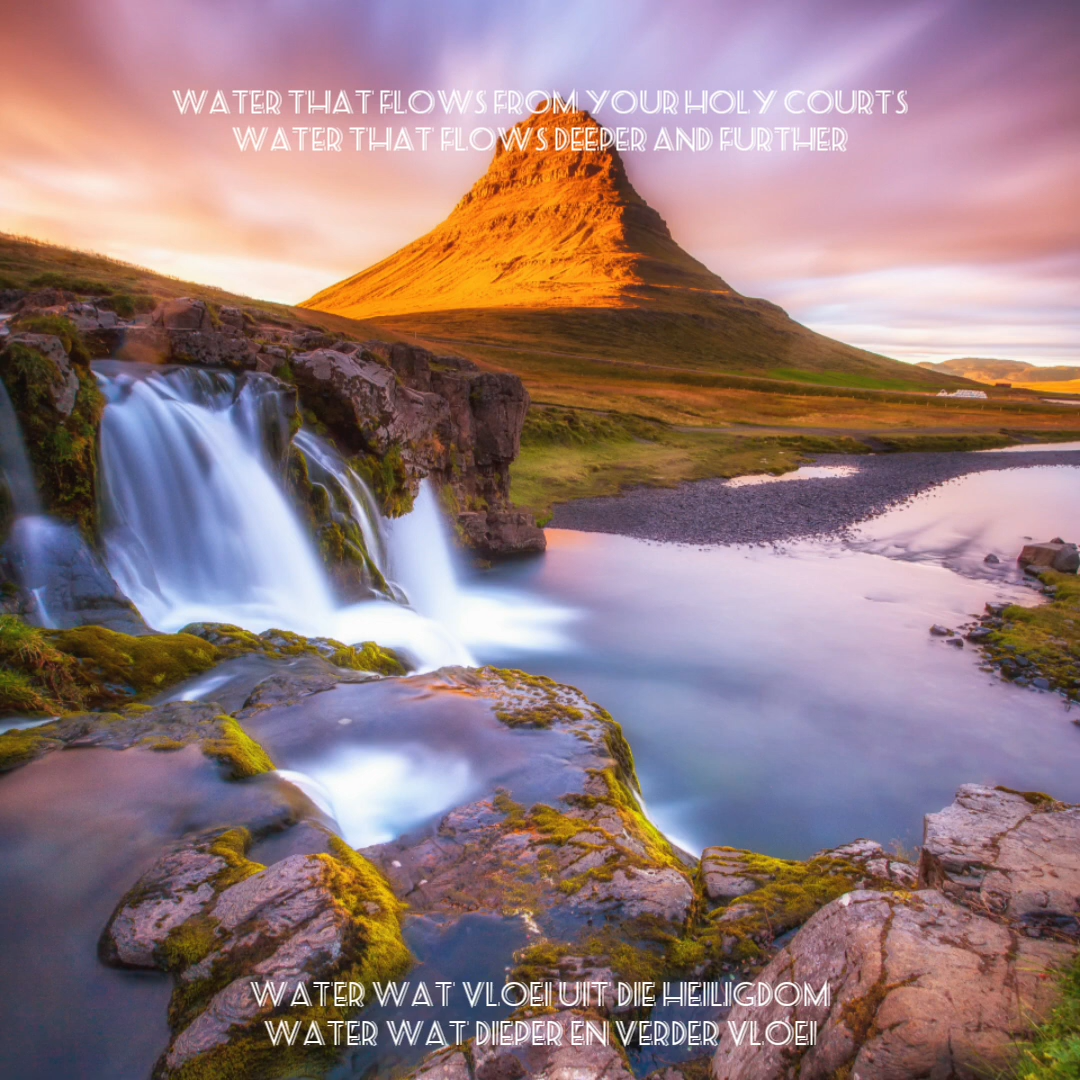 WATER THAT FLOWS FROM YOUR HOLY COURTS
WATER THAT FLOWS DEEPER AND FURTHER
WATER WAT VLOEI UIT DIE HEILIGDOM
WATER WAT DIEPER EN VERDER VLOEI